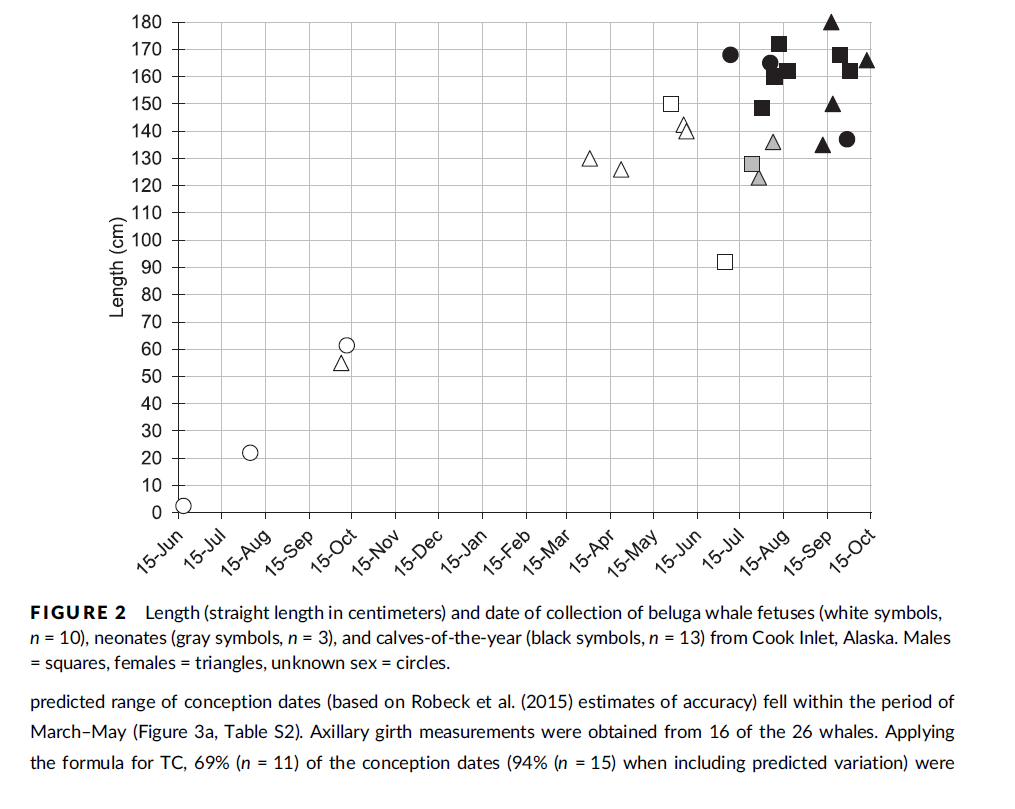 180
170
160
150
140
130
120
110
100
90
80
70
60
50
40
30
20
10
0
Length (cm)
15-Jun
15-Jul
15-Aug
15-Sep
15-Oct
15-Nov
15-Dec
15-Jan
15-Feb
15-Mar
15-Apr
15-May
15-Jun
15-Jul
15-Aug
15-Sep
15-Oct
FIGURE 2 Length (straight length in centimeters) and date of collection of beluga whale fetuses (white symbols,
n = 10), neonates (gray symbols, n = 3), and calves-of-the-year (black symbols, n = 13) from Cook Inlet, Alaska. Males
= squares, females = triangles, unknown sex = circles.
predicted range of conception dates (based on Robeck et al. (2015) estimates of accuracy) fell within the period of
March–May (Figure 3a, Table S2). Axillary girth measurements were obtained from 16 of the 26 whales. Applying
the formula for TC, 69% (n = 11) of the conception dates (94% (n = 15) when including predicted variation) were